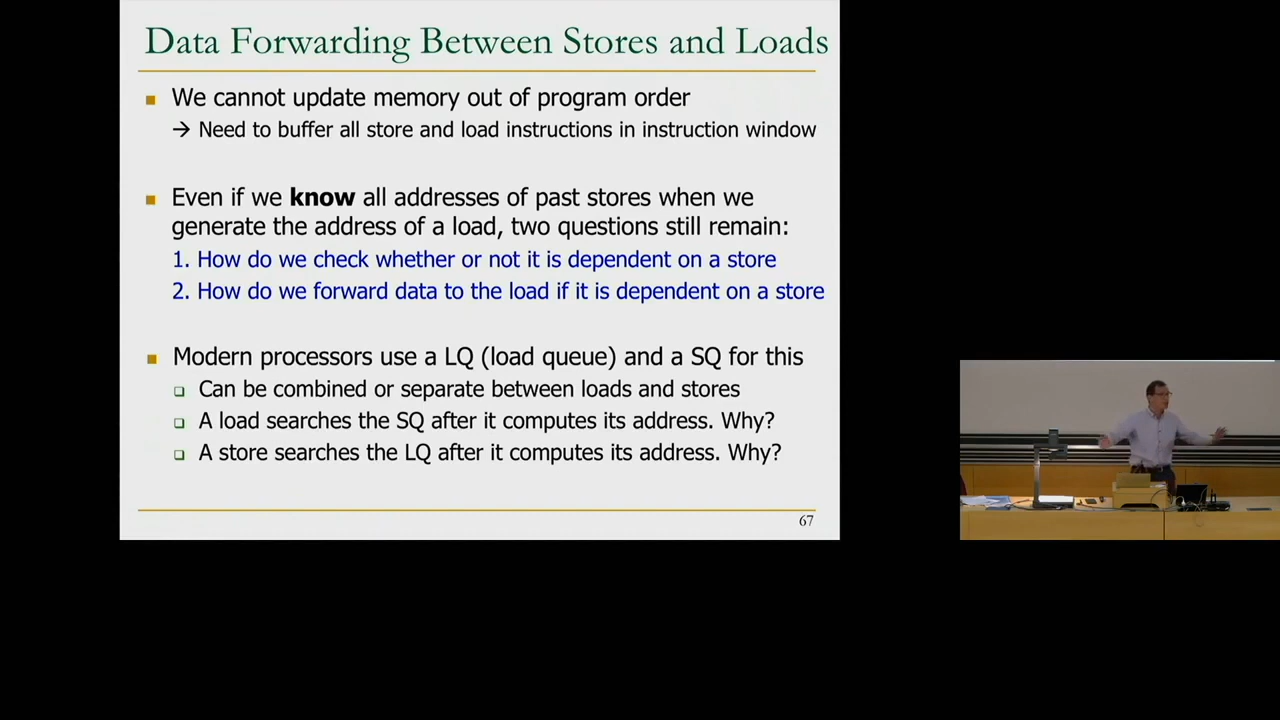 Data Forwarding Between Stores and Loads
We cannot update memory out of program order
→ Need to buffer all store and load instructions in instruction window
Even if we know all addresses of past stores when we
generate the address of a load, two questions still remain:
1. How do we check whether or not it is dependent on a store
2. How do we forward data to the load if it is dependent on a store
Modern processors use a LQ (load queue) and a SQ for this
Can be combined or separate between loads and stores
A load searches the SQ after it computes its address. Why?
A store searches the LQ after it computes its address. Why?
67